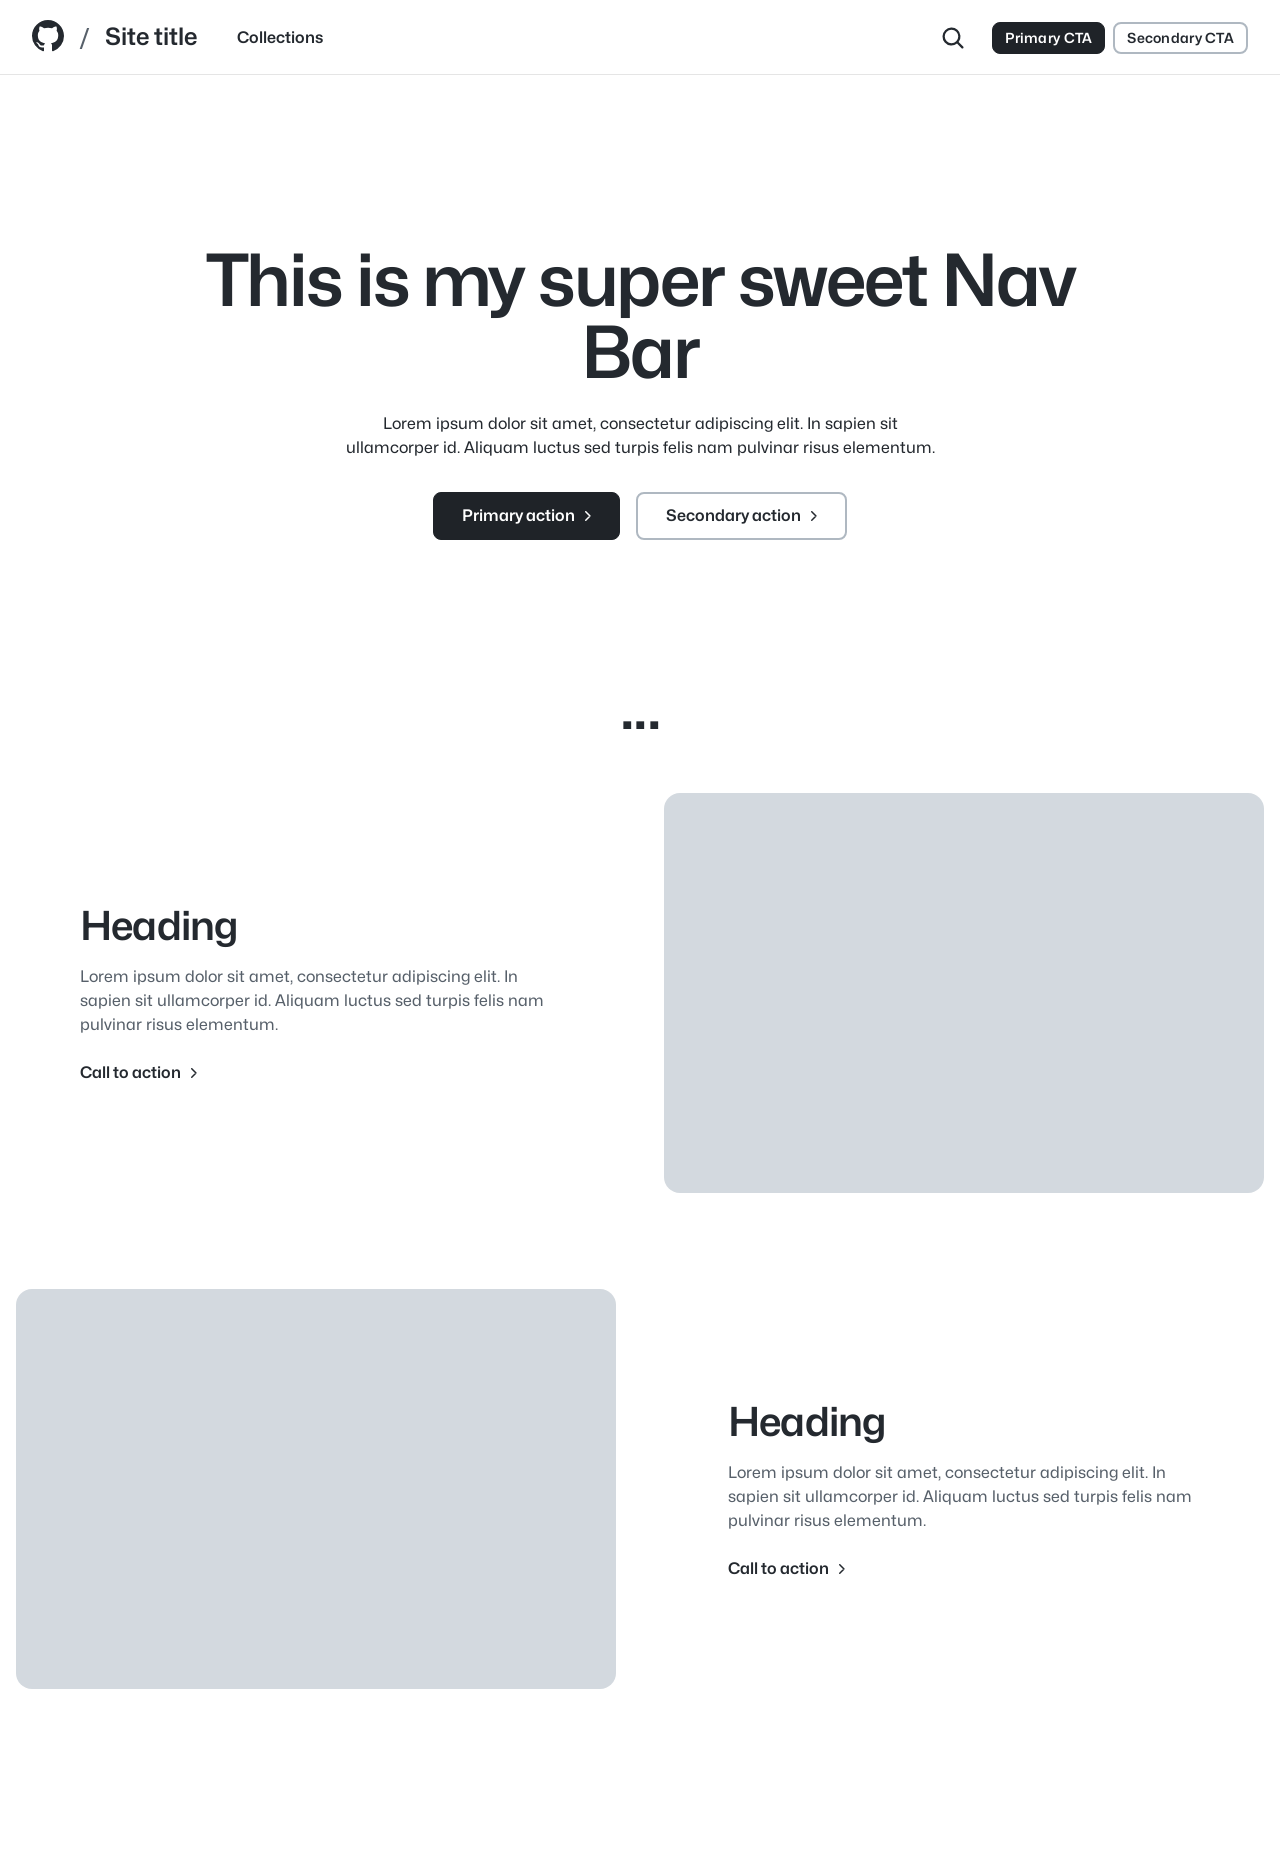 / Site title Collections Primary CTA Secondary CTA
This is my super sweet Nav
Bar
Lorem ipsum dolor sit amet, consectetur adipiscing elit. In sapien sit
ullamcorper id. Aliquam luctus sed turpis felis nam pulvinar risus elementum.
Primary action Secondary action
...
Heading
Lorem ipsum dolor sit amet, consectetur adipiscing elit. In
sapien sit ullamcorper id. Aliquam luctus sed turpis felis nam
pulvinar risus elementum.
Call to action
Heading
Lorem ipsum dolor sit amet, consectetur adipiscing elit. In
sapien sit ullamcorper id. Aliquam luctus sed turpis felis nam
pulvinar risus elementum.
Call to action